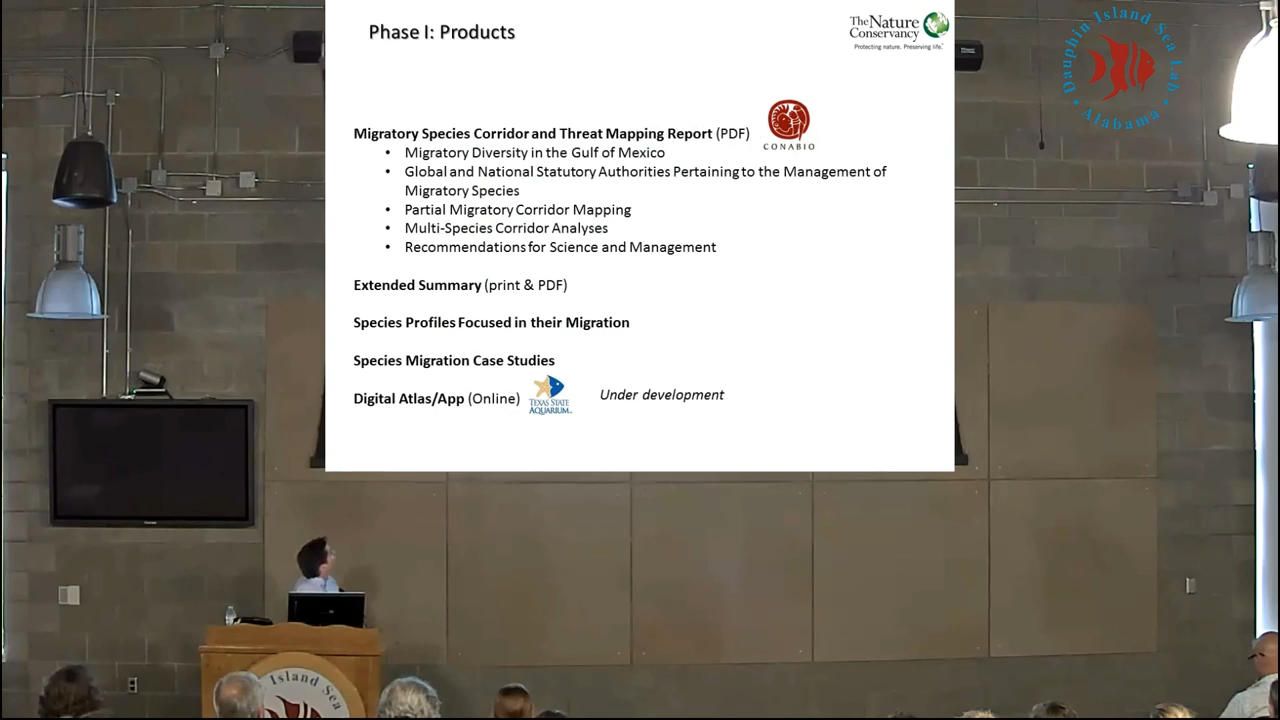 Phase I: Products
The Nature
Conservancy
Protecting nature. Preserving life.™
Dauphin Island Sea Lab
• Alabama •
Migratory Species Corridor and Threat Mapping Report (PDF)
CONABIO
• Migratory Diversity in the Gulf of Mexico
• Global and National Statutory Authorities Pertaining to the Management of
Migratory Species
• Partial Migratory Corridor Mapping
• Multi-Species Corridor Analyses
• Recommendations for Science and Management
Extended Summary (print & PDF)
Species Profiles Focused in their Migration
Species Migration Case Studies
Digital Atlas/App (Online)
TEXAS STATE
AQUARIUM
Under development
Island Sea